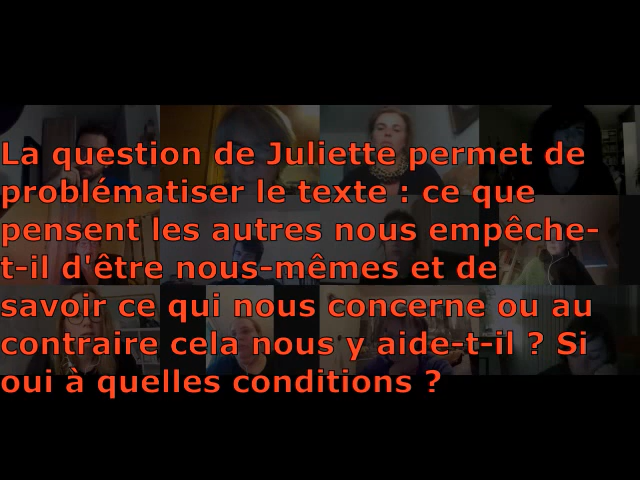 La question de Juliette permet de
problématiser le texte : ce que
pensent les autres nous empêche-
t-il d'être nous-mêmes et de
savoir ce qui nous concerne ou au
contraire cela nous y aide-t-il ? Si
oui à quelles conditions ?